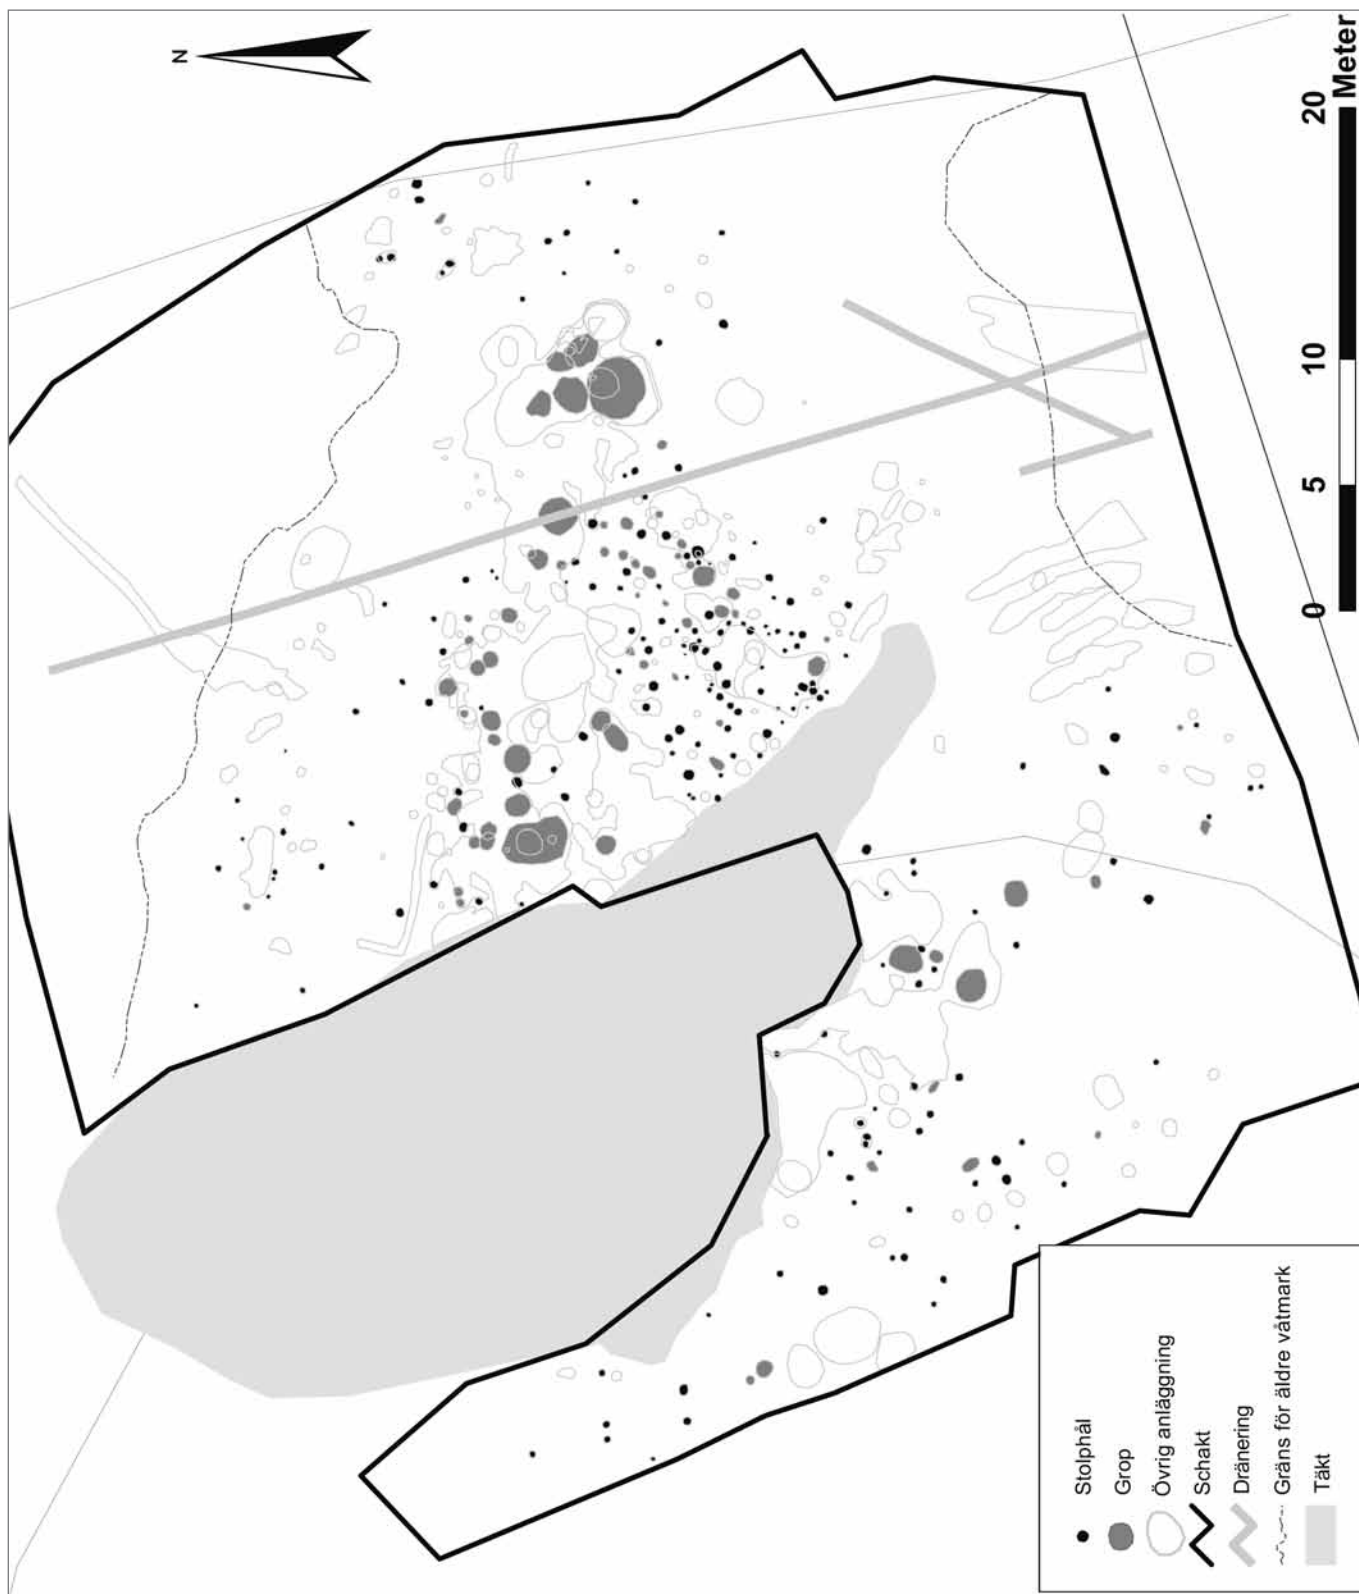 N
Stolphål
Grop
Övrig anläggning
Schakt
Dränering
Gräns för äldre våtmark
Täkt
0 5 10 20
Meter